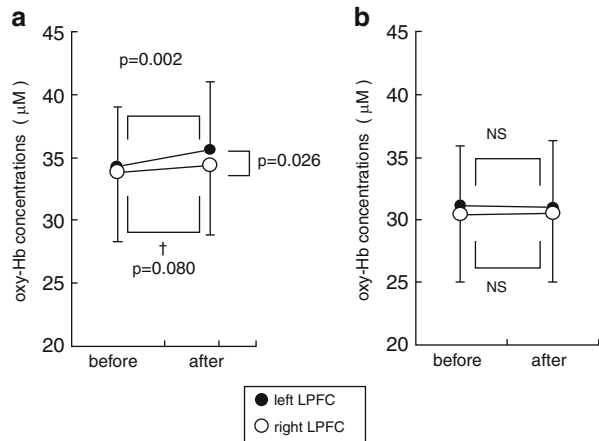 a
45
40
35
30
25
20
oxy-Hb concentrations ( μM )
p=0.002
p=0.026
†
p=0.080
before after
b
45
40
35
30
25
20
oxy-Hb concentrations ( μM )
NS
NS
before after
left LPFC
right LPFC